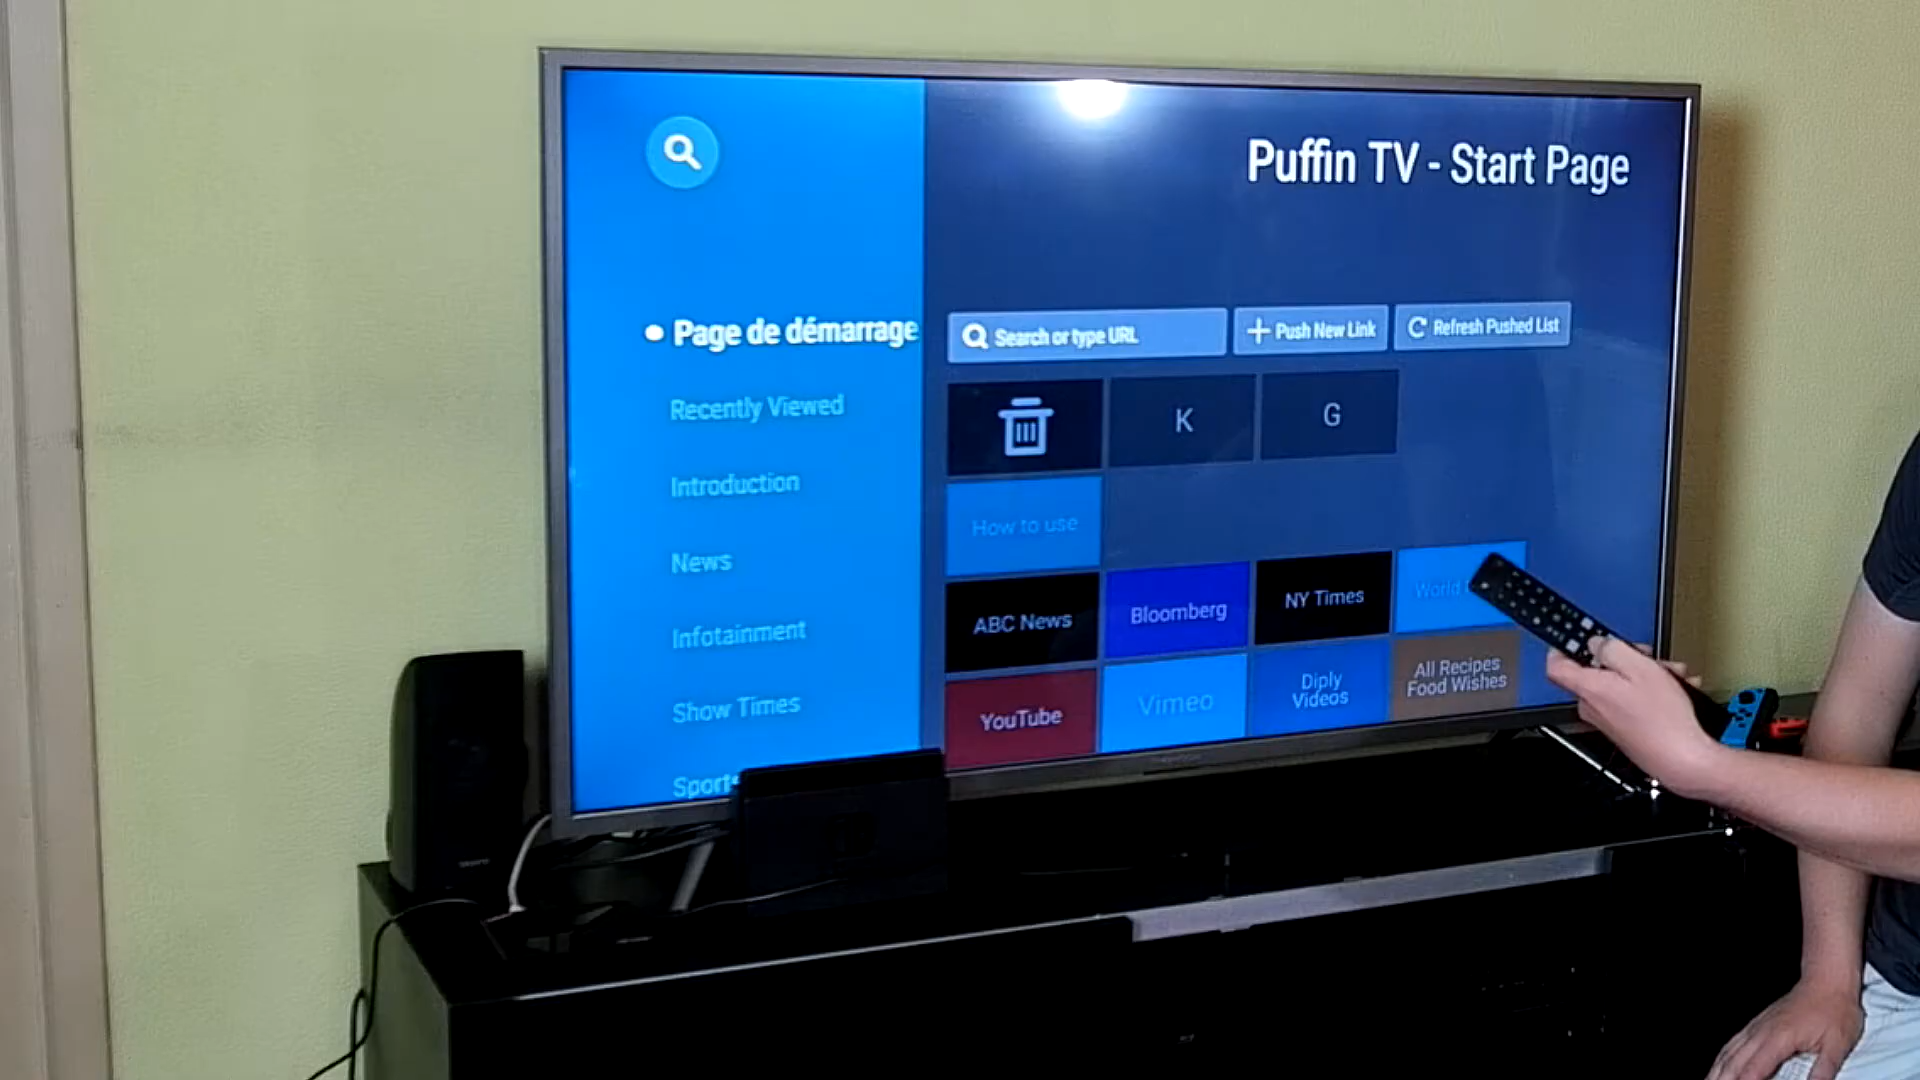 Puffin TV - Start Page
Page de démarrage
Recently Viewed
Introduction
News
Infotainment
Show Times
Sports
Search or type URL
Push New Link
Refresh Pushed List
K
G
How to use
ABC News
Bloomberg
NY Times
World
YouTube
Vimeo
Diply
Videos
All Recipes
Food Wishes